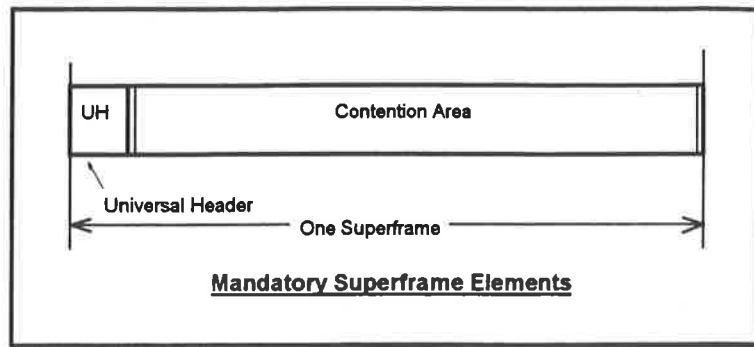 UH
Contention Area
Universal Header
One Superframe
Mandatory Superframe Elements